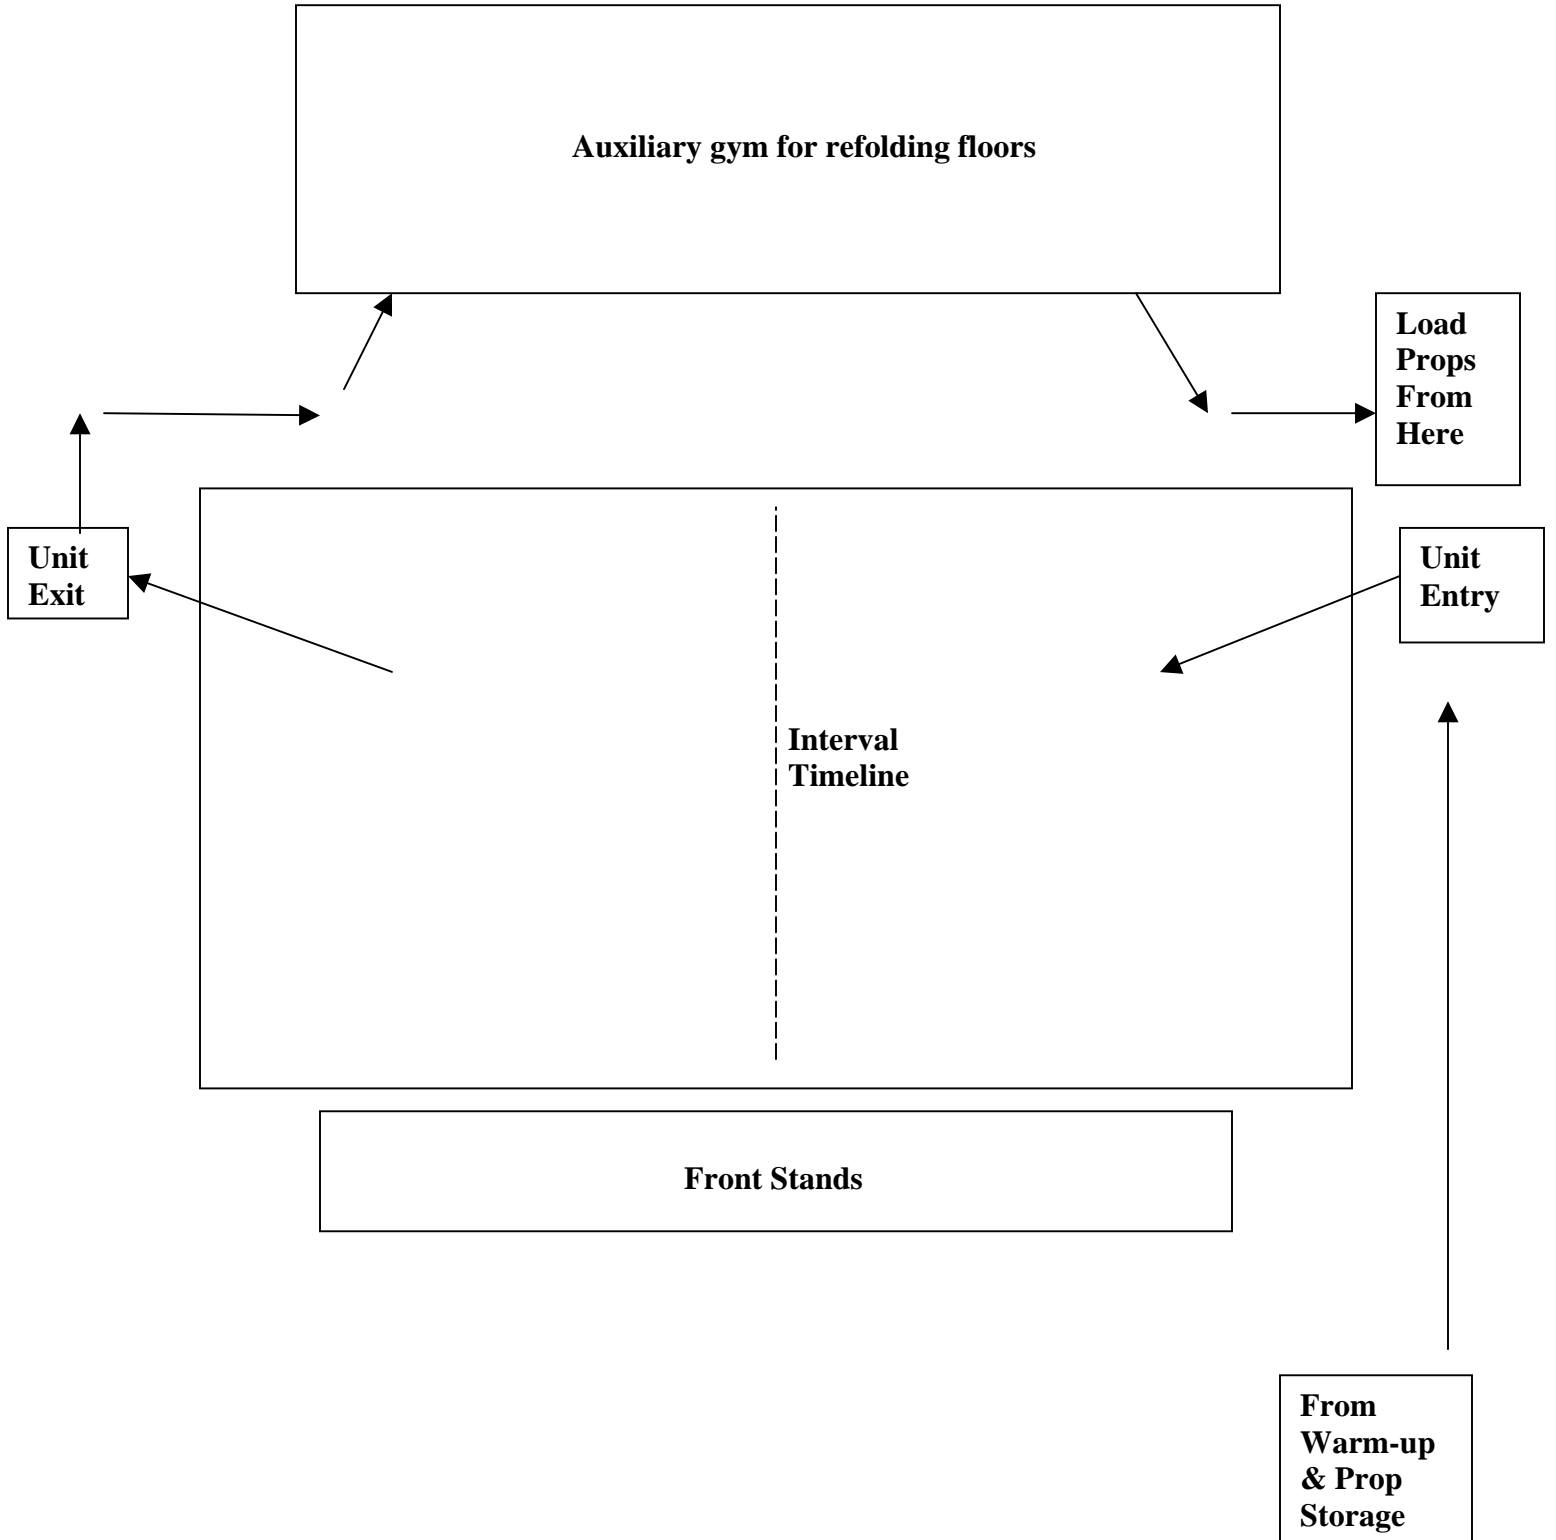 Auxiliary gym for refolding floors
Load
Props
From
Here
Unit
Exit
Unit
Entry
Interval
Timeline
Front Stands
From
Warm-up
& Prop
Storage